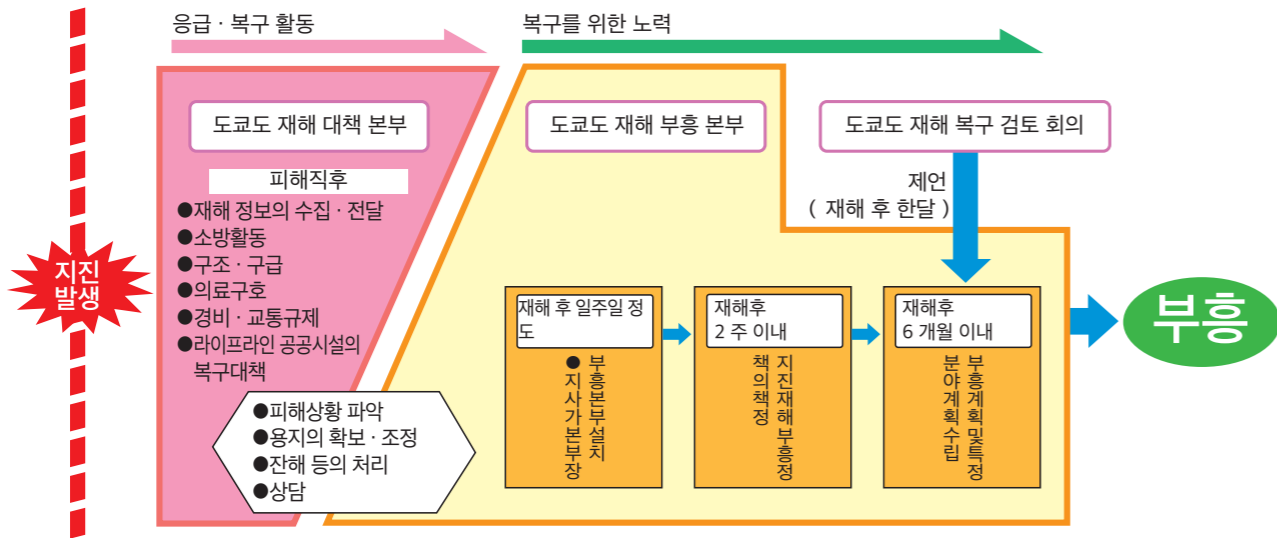 응급 · 복구 활동
복구를 위한 노력
지진
발생
도쿄도 재해 대책 본부
피해직후
●재해 정보의 수집 · 전달
●소방활동
●구조 · 구급
●의료구호
●경비 · 교통규제
●라이프라인 공공시설의
복구대책
●피해상황 파악
●용지의 확보 · 조정
●잔해 등의 처리
●상담
도쿄도 재해 부흥 본부
도쿄도 재해 복구 검토 회의
제언
( 재해 후 한달 )
재해 후 일주일 정
도
부흥본부설치
●지사가본부장
재해후
2 주 이내
지진재해부흥정
책의책정
재해후
6 개월 이내
부흥계획및특정
분야계획수립
부흥